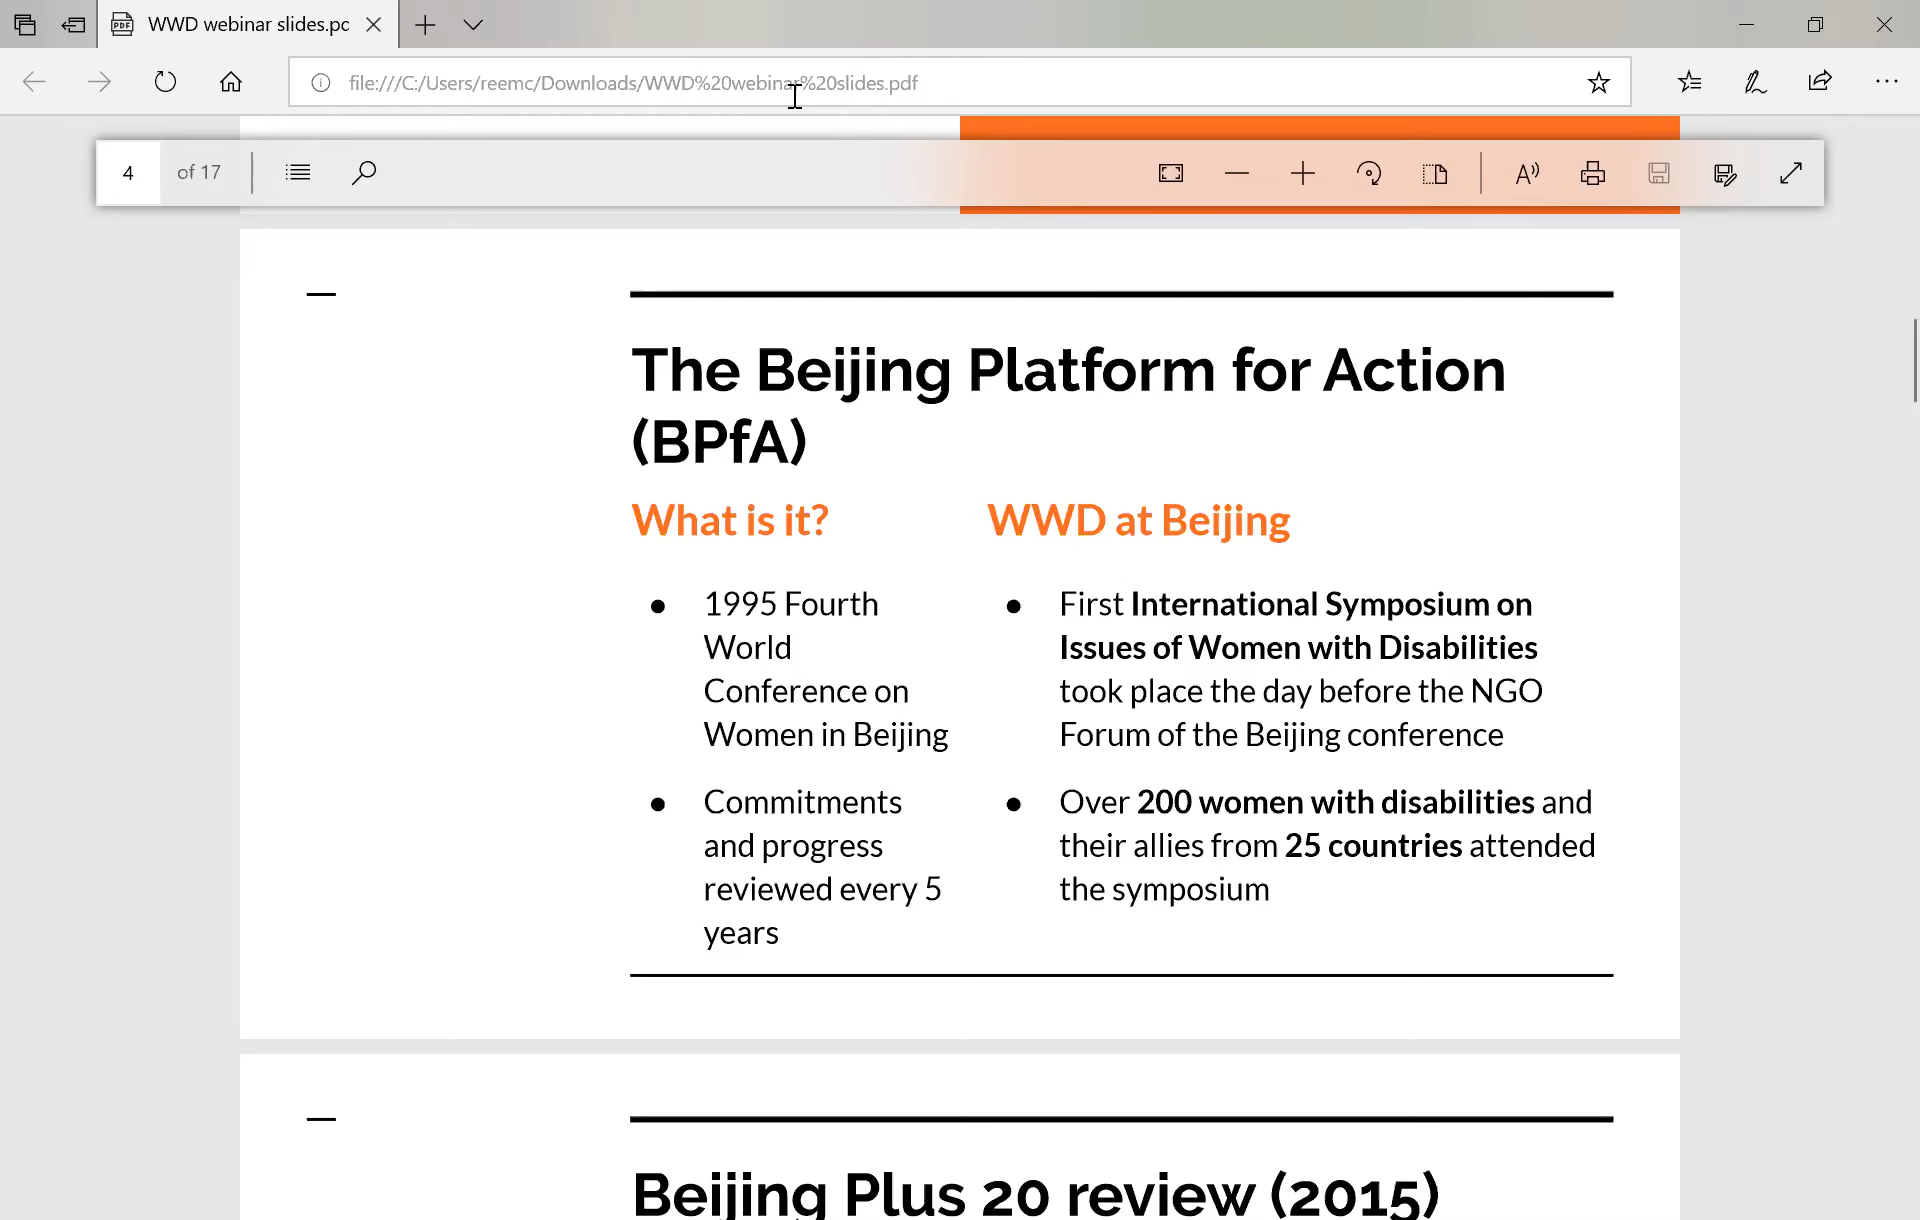 WWD webinar slides.pc
file:///C:/Users/reemc/Downloads/WWD%20webinar%20slides.pdf
4 of 17
The Beijing Platform for Action
(BPfA)
What is it?
1995 Fourth
World
Conference on
Women in Beijing
Commitments
and progress
reviewed every 5
years
WWD at Beijing
First International Symposium on
Issues of Women with Disabilities
took place the day before the NGO
Forum of the Beijing conference
Over 200 women with disabilities and
their allies from 25 countries attended
the symposium
Beijing Plus 20 review (2015)